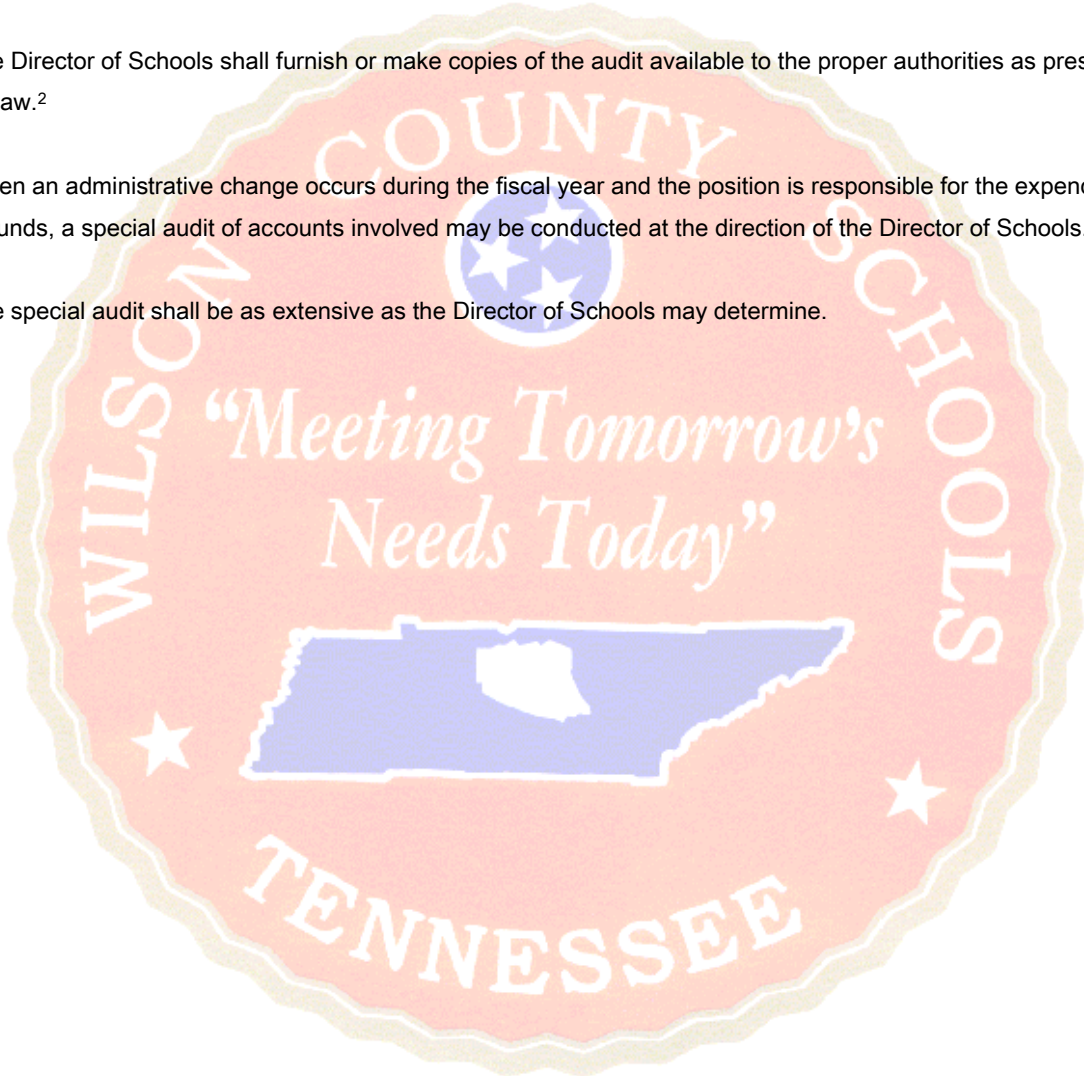 e Director of Schools shall furnish or make copies of the audit available to the proper authorities as pres
aw.²
en an administrative change occurs during the fiscal year and the position is responsible for the expend
unds, a special audit of accounts involved may be conducted at the direction of the Director of Schools.
e special audit shall be as extensive as the Director of Schools may determine.
WILSON COUNTY SCHOOLS
“Meeting Tomorrow's
Needs Today”
TENNESSEE